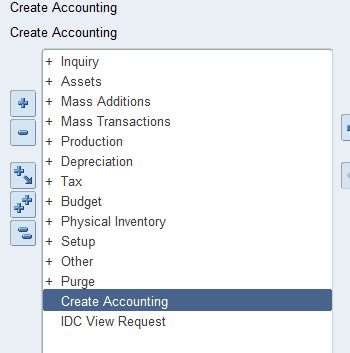 Create Accounting
Create Accounting
+ Inquiry
+ Assets
+ Mass Additions
+ Mass Transactions
+ Production
+ Depreciation
+ Tax
+ Budget
+ Physical Inventory
+ Setup
+ Other
+ Purge
Create Accounting
IDC View Request